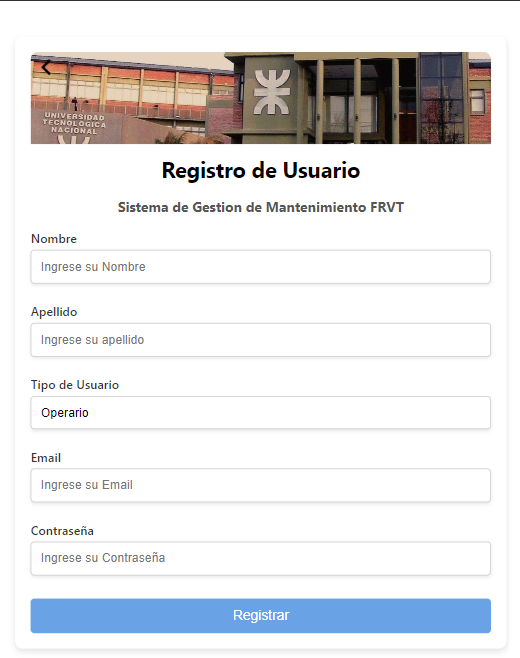 UNIVERSIDAD
TECNOLÓGICA
NACIONAL
Registro de Usuario
Sistema de Gestion de Mantenimiento FRVT
Nombre
Ingrese su Nombre
Apellido
Ingrese su apellido
Tipo de Usuario
Operario
Email
Ingrese su Email
Contraseña
Ingrese su Contraseña
Registrar